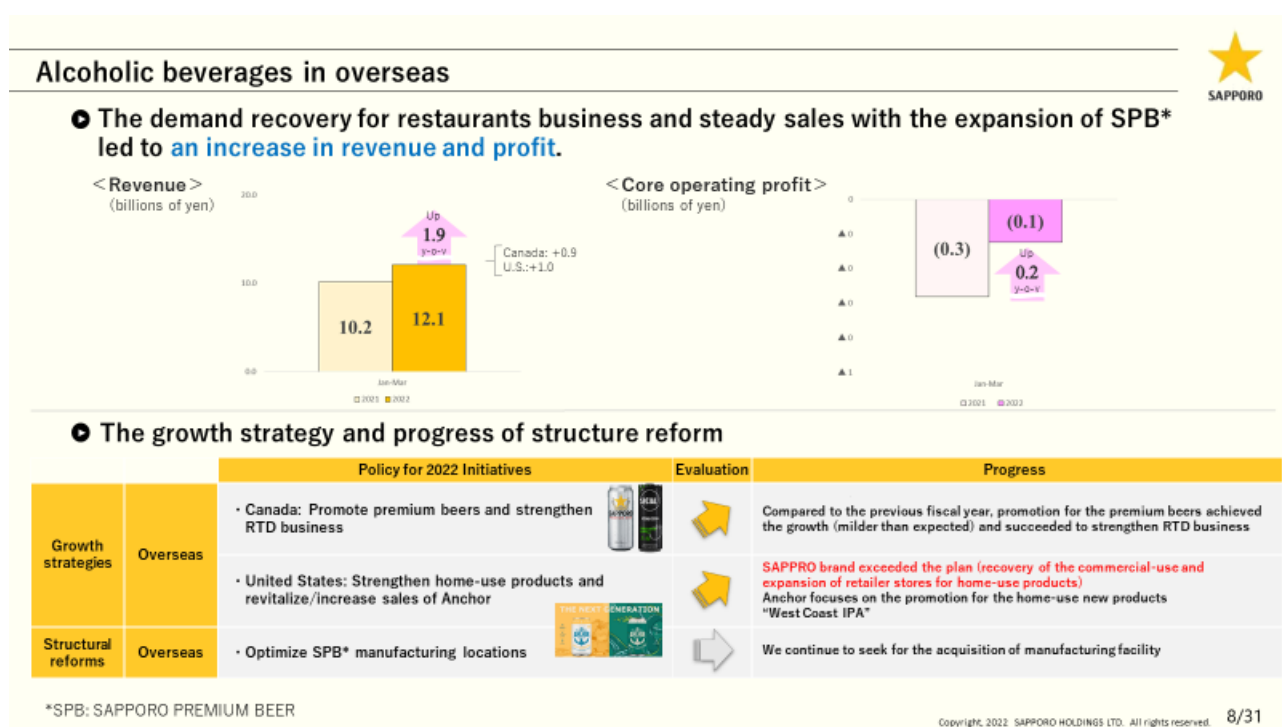 Alcoholic beverages in overseas
SAPPORO
The demand recovery for restaurants business and steady sales with the expansion of SPB*
led to an increase in revenue and profit.
<Revenue>
(billions of yen)
20.0
10.0
0.0
Up
1.9
y-o-y
10.2
12.1
Canada: +0.9
U.S.:+1.0
Jan-Mar
2021 2022
<Core operating profit>
(billions of yen)
0
▲0
▲0
▲0
▲0
▲1
(0.3)
(0.1)
Up
0.2
y-o-y
Jan-Mar
2021 2022
The growth strategy and progress of structure reform
Policy for 2022 Initiatives Evaluation Progress
Growth
strategies
Overseas
・Canada: Promote premium beers and strengthen
RTD business
SAPPORO
SOCIAL
Compared to the previous fiscal year, promotion for the premium beers achieved
the growth (milder than expected) and succeeded to strengthen RTD business
・United States: Strengthen home-use products and
revitalize/increase sales of Anchor
THE NEXT GENERATION
SAPPRO brand exceeded the plan (recovery of the commercial-use and
expansion of retailer stores for home-use products)
Anchor focuses on the promotion for the home-use new products
"West Coast IPA"
Structural
reforms
Overseas
・Optimize SPB* manufacturing locations
We continue to seek for the acquisition of manufacturing facility
*SPB: SAPPORO PREMIUM BEER
Copyright, 2022 SAPPORO HOLDINGS LTD. All rights reserved.
8/31